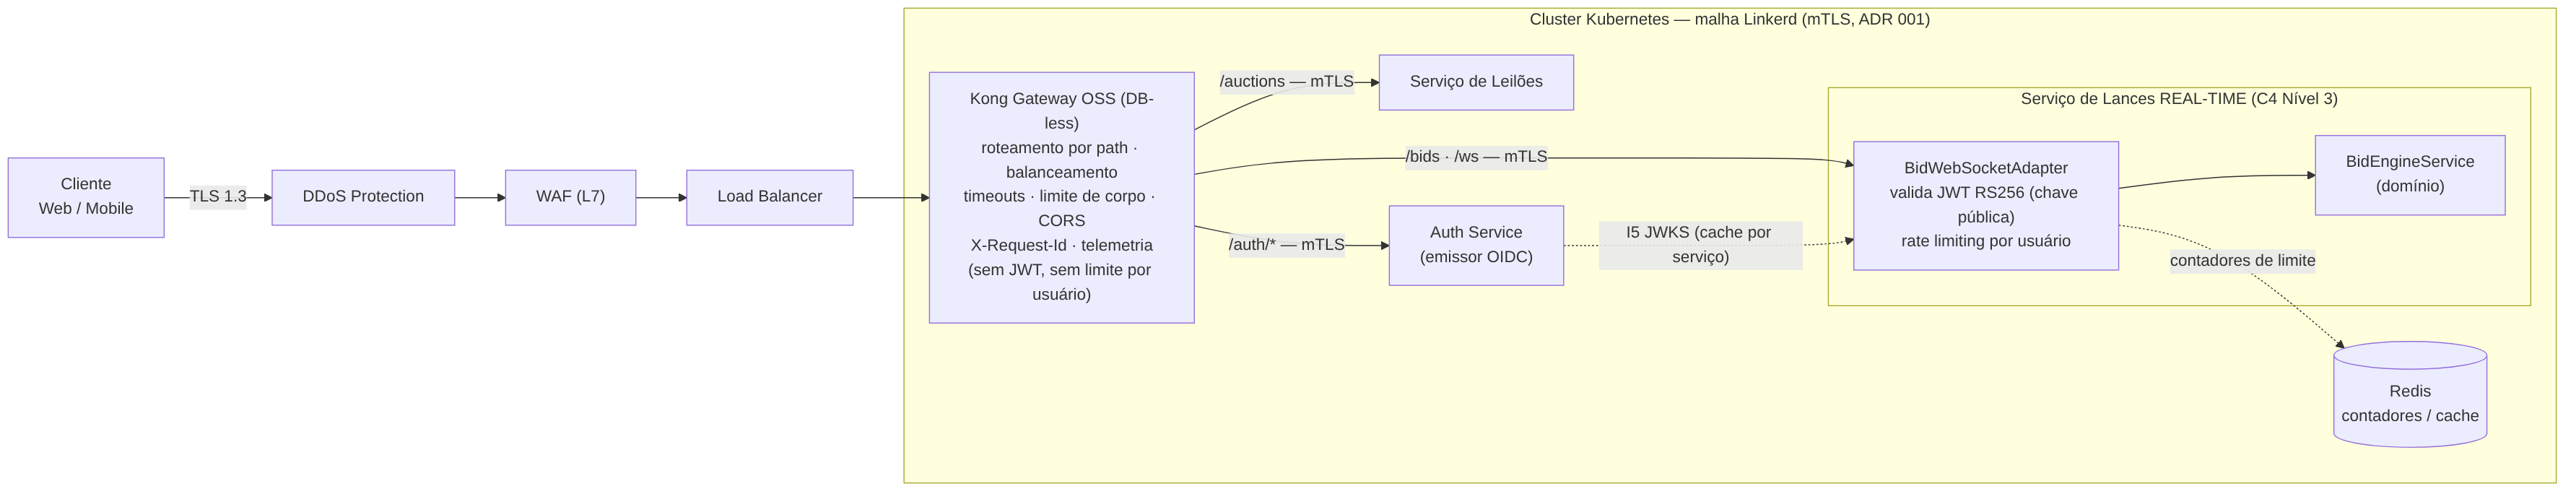 Cluster Kubernetes — malha Linkerd (mTLS, ADR 001)
Cliente
Web / Mobile
TLS 1.3
DDoS Protection
WAF (L7)
Load Balancer
Kong Gateway OSS (DB-
less)
roteamento por path ·
balanceamento
timeouts · limite de corpo ·
CORS
X-Request-Id · telemetria
(sem JWT, sem limite por
usuário)
/auctions — mTLS
Serviço de Leilões
/bids · /ws — mTLS
/auth/* — mTLS
Auth Service
(emissor OIDC)
I5 JWKS (cache por
serviço)
Serviço de Lances REAL-TIME (C4 Nível 3)
BidWebSocketAdapter
valida JWT RS256 (chave
pública)
rate limiting por usuário
BidEngineService
(domínio)
contadores de limite
Redis
contadores / cache